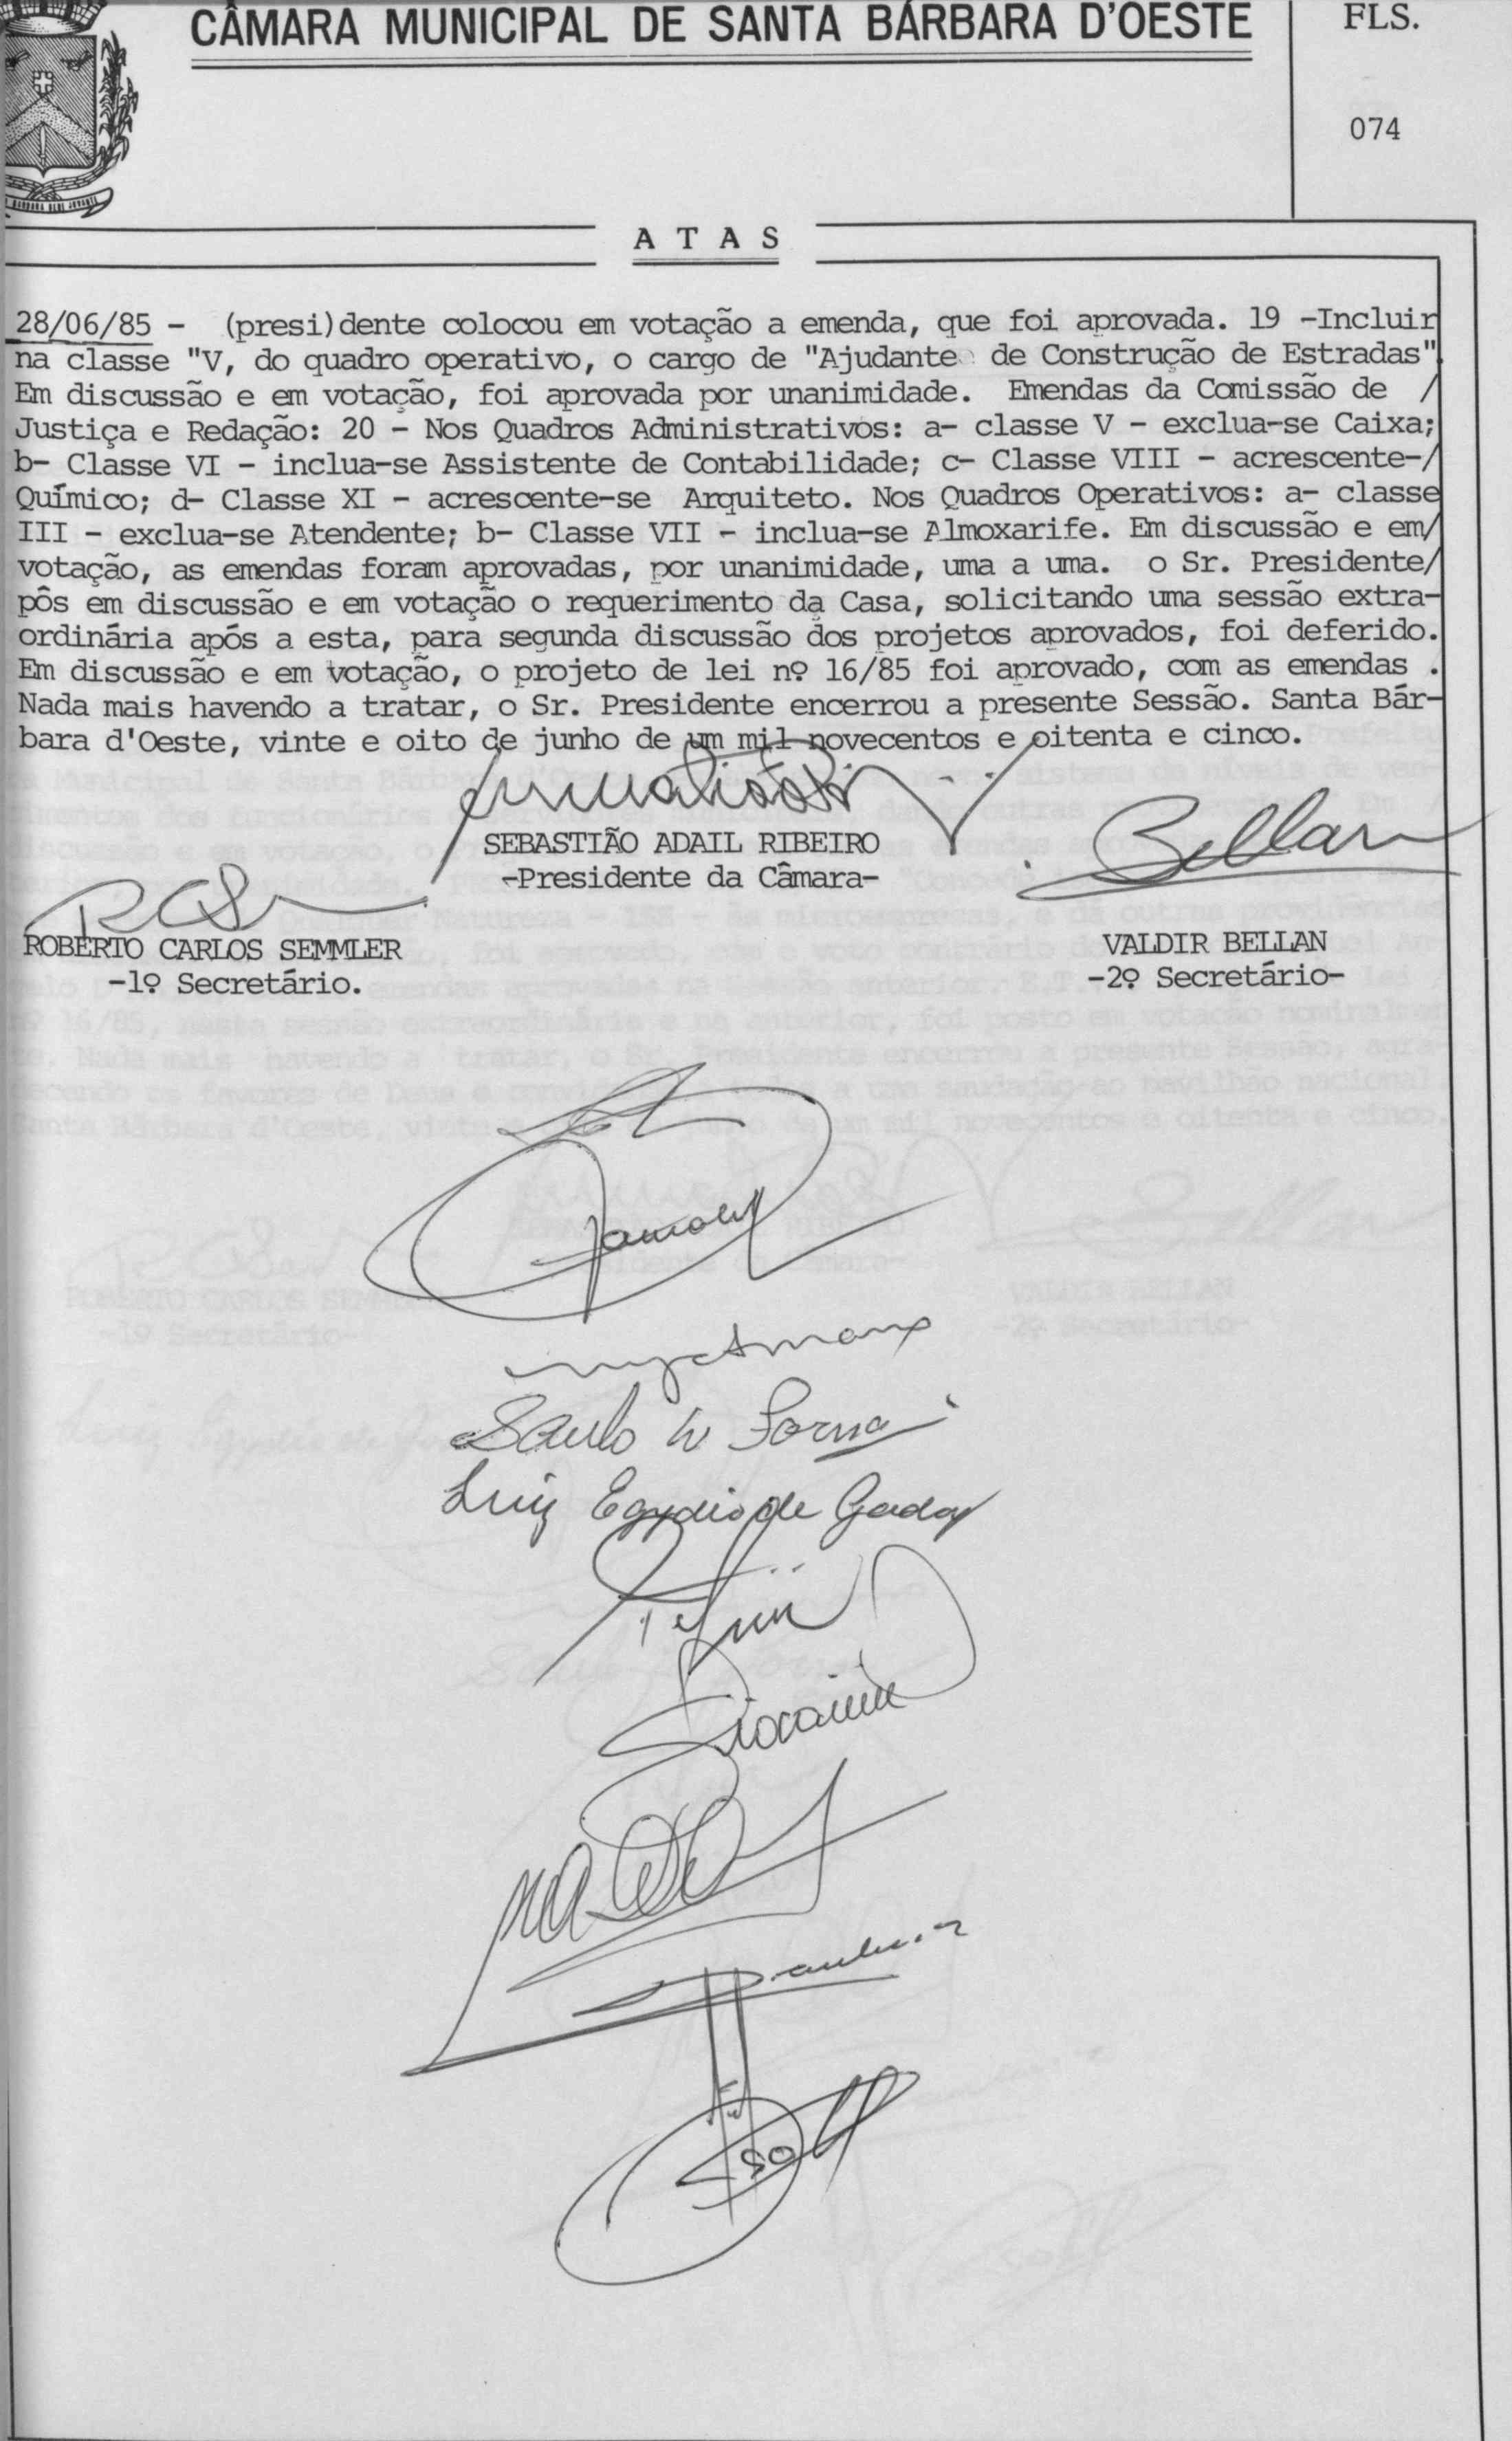 CÂMARA MUNICIPAL DE SANTA BÁRBARA D'OESTE
FLS.
074
A T A S
28/06/85 - (presi)dente colocou em votação a emenda, que foi aprovada. 19 -Incluir
na classe "V, do quadro operativo, o cargo de "Ajudante de Construção de Estradas".
Em discussão e em votação, foi aprovada por unanimidade. Emendas da Comissão de /
Justiça e Redação: 20 - Nos Quadros Administrativos: a- classe V - exclua-se Caixa;
b- Classe VI - inclua-se Assistente de Contabilidade; c- Classe VIII - acrescente-/
Químico; d- Classe XI - acrescente-se Arquiteto. Nos Quadros Operativos: a- classe
III - exclua-se Atendente; b- Classe VII - inclua-se Almoxarife. Em discussão e em/
votação, as emendas foram aprovadas, por unanimidade, uma a uma. o Sr. Presidente/
pôs em discussão e em votação o requerimento da Casa, solicitando uma sessão extra-
ordinária após a esta, para segunda discussão dos projetos aprovados, foi deferido.
Em discussão e em votação, o projeto de lei nº 16/85 foi aprovado, com as emendas .
Nada mais havendo a tratar, o Sr. Presidente encerrou a presente Sessão. Santa Bár-
bara d'Oeste, vinte e oito de junho de um mil novecentos e oitenta e cinco.
SEBASTIÃO ADAIL RIBEIRO
-Presidente da Câmara-
Bellan
ROBERTO CARLOS SEMMLER
-1º Secretário.
VALDIR BELLAN
-2º Secretário-
Saulo
Luiz Egydio de Godoy